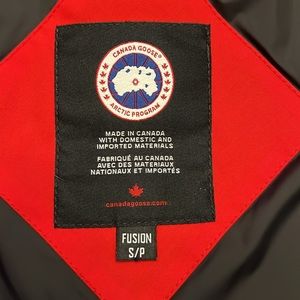 CANADA GOOSE®
ARCTIC PROGRAM
MADE IN CANADA
WITH DOMESTIC AND
IMPORTED MATERIALS
FABRIQUÉ AU CANADA
AVEC DES MATERIAUX
NATIONAUX ET IMPORTÉS
canadagoose.com
FUSION
S/P